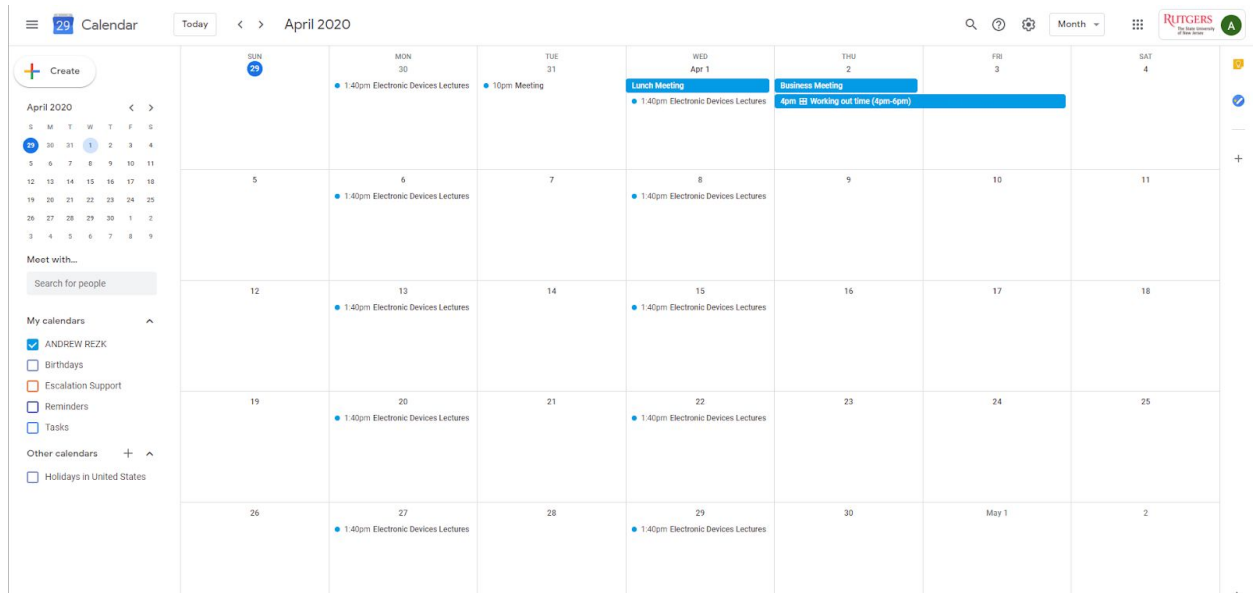 29 Calendar Today April 2020 Month RUTGERS A
The State University
of New Jersey
Create
April 2020
S M T W T F S
29 30 31 1 2 3 4
5 6 7 8 9 10 11
12 13 14 15 16 17 18
19 20 21 22 23 24 25
26 27 28 29 30 1 2
3 4 5 6 7 8 9
Meet with...
Search for people
My calendars
ANDREW REZK
Birthdays
Escalation Support
Reminders
Tasks
Other calendars
Holidays in United States
SUN MON TUE WED THU FRI SAT
29 30 31 Apr 1 2 3 4
1:40pm Electronic Devices Lectures 10pm Meeting Lunch Meeting Business Meeting
1:40pm Electronic Devices Lectures 4pm Working out time (4pm-6pm)
5 6 7 8 9 10 11
1:40pm Electronic Devices Lectures 1:40pm Electronic Devices Lectures
12 13 14 15 16 17 18
1:40pm Electronic Devices Lectures 1:40pm Electronic Devices Lectures
19 20 21 22 23 24 25
1:40pm Electronic Devices Lectures 1:40pm Electronic Devices Lectures
26 27 28 29 30 May 1 2
1:40pm Electronic Devices Lectures 1:40pm Electronic Devices Lectures